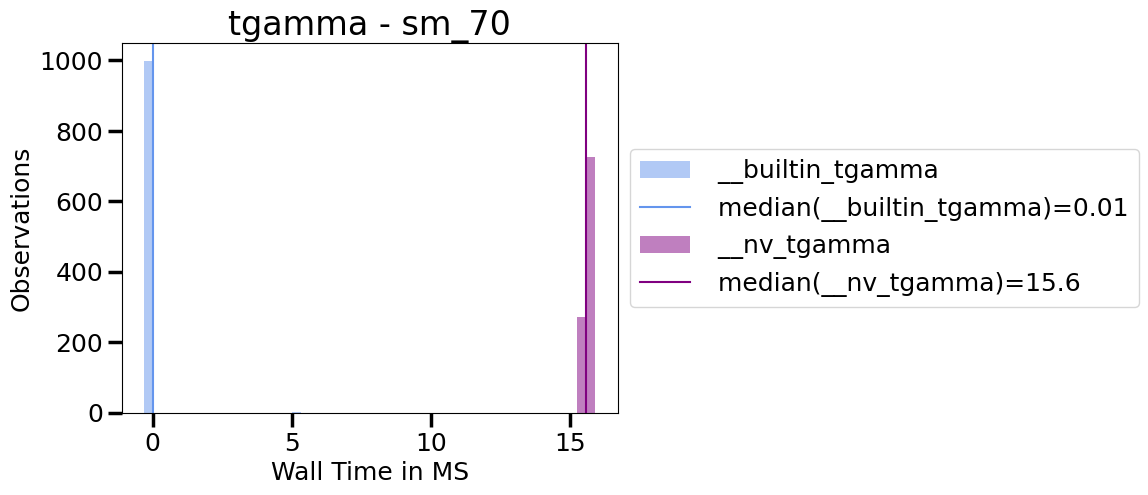 tgamma - sm_70
1000
800
600
400
200
0
Observations
0 5 10 15
Wall Time in MS
__builtin_tgamma
median(__builtin_tgamma)=0.01
__nv_tgamma
median(__nv_tgamma)=15.6